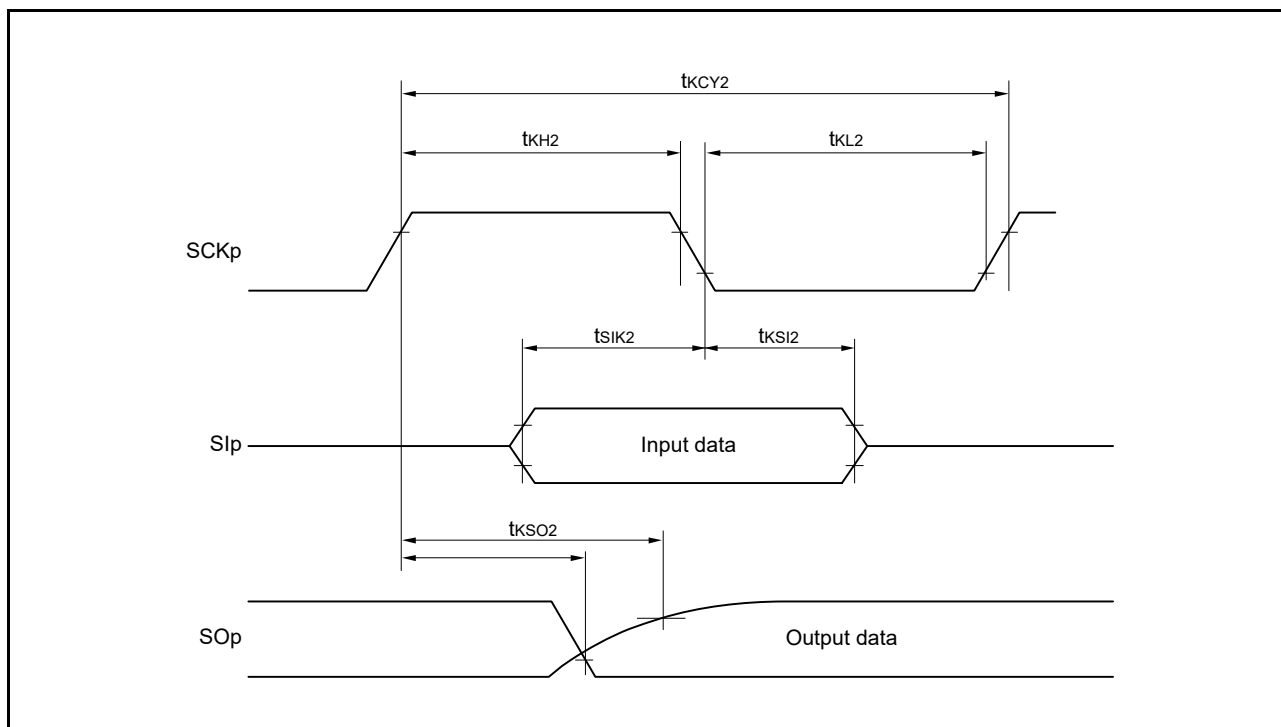 tKCY2
tKH2
tKL2
SCKp
tSIK2
tKSI2
SIp
Input data
tKSO2
SOp
Output data